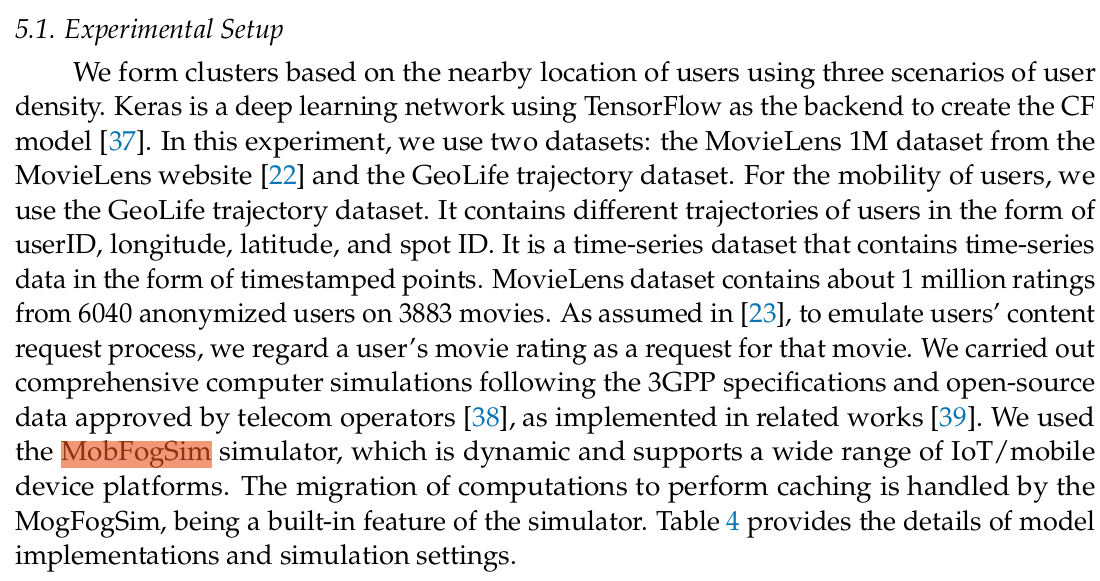 5.1. Experimental Setup
We form clusters based on the nearby location of users using three scenarios of user
density. Keras is a deep learning network using TensorFlow as the backend to create the CF
model [37]. In this experiment, we use two datasets: the MovieLens 1M dataset from the
MovieLens website [22] and the GeoLife trajectory dataset. For the mobility of users, we
use the GeoLife trajectory dataset. It contains different trajectories of users in the form of
userID, longitude, latitude, and spot ID. It is a time-series dataset that contains time-series
data in the form of timestamped points. MovieLens dataset contains about 1 million ratings
from 6040 anonymized users on 3883 movies. As assumed in [23], to emulate users’ content
request process, we regard a user’s movie rating as a request for that movie. We carried out
comprehensive computer simulations following the 3GPP specifications and open-source
data approved by telecom operators [38], as implemented in related works [39]. We used
the MobFogSim simulator, which is dynamic and supports a wide range of IoT/mobile
device platforms. The migration of computations to perform caching is handled by the
MogFogSim, being a built-in feature of the simulator. Table 4 provides the details of model
implementations and simulation settings.